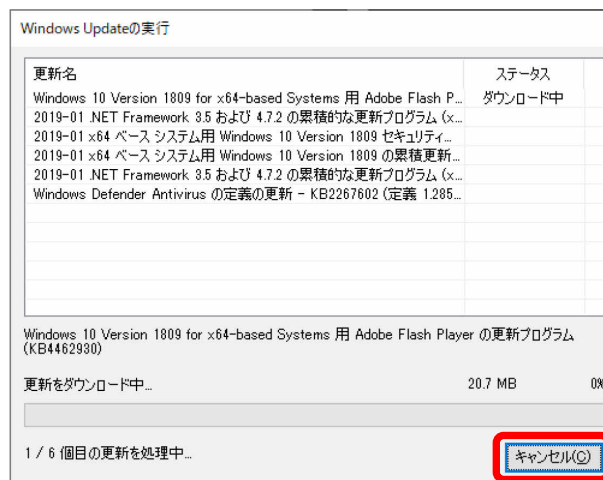 Windows Updateの実行
更新名 ステータス
Windows 10 Version 1809 for x64-based Systems 用 Adobe Flash P... ダウンロード中
2019-01 .NET Framework 3.5 および 4.7.2 の累積的な更新プログラム (x...
2019-01 x64 ベース システム用 Windows 10 Version 1809 セキュリティ...
2019-01 x64 ベース システム用 Windows 10 Version 1809 の累積更新...
2019-01 .NET Framework 3.5 および 4.7.2 の累積的な更新プログラム (x...
Windows Defender Antivirus の定義の更新 - KB2267602 (定義 1.285...
Windows 10 Version 1809 for x64-based Systems 用 Adobe Flash Player の更新プログラム
(KB4462930)
更新をダウンロード中... 20.7 MB 0%
1 / 6 個目の更新を処理中...
キャンセル(C)